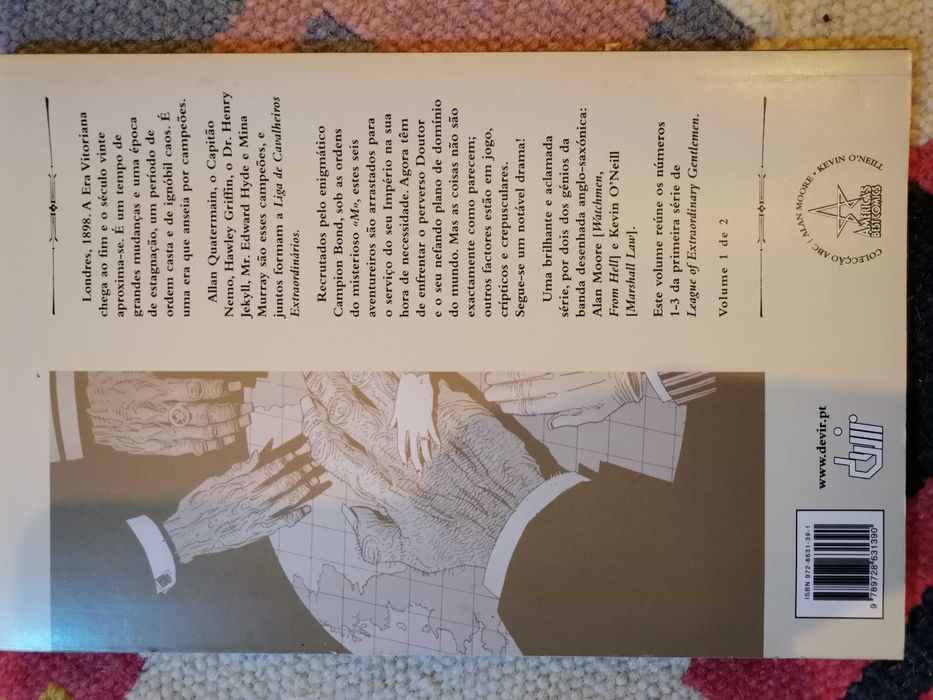 Londres, 1898. A Era Vitoriana
chega ao fim e o século vinte
aproxima-se. É um tempo de
grandes mudanças e uma época
de estagnação, um período de
ordem casta e de ignóbil caos. É
uma era que anseia por campeões.
Allan Quatermain, o Capitão
Nemo, Hawley Griffin, o Dr. Henry
Jekyll, Mr. Edward Hyde e Mina
Murray são esses campeões, e
juntos formam a Liga de Cavalheiros
Extraordinários.
Recrutados pelo enigmático
Campion Bond, sob as ordens
do misterioso «M», estes seis
aventureiros são arrastados para
o serviço do seu Império na sua
hora de necessidade. Agora têm
de enfrentar o perverso Doutor
e o seu nefando plano de domínio
do mundo. Mas as coisas não são
exactamente como parecem;
outros factores estão em jogo,
crípticos e crepusculares.
Segue-se um notável drama!
Uma brilhante e aclamada
série, por dois dos génios da
banda desenhada anglo-saxónica:
Alan Moore [Watchmen,
From Hell] e Kevin O'Neill
[Marshall Law].
Este volume reúne os números
1-3 da primeira série de
League of Extraordinary Gentlemen.
Volume 1 de 2
COLECÇÃO ABC / ALAN MOORE • KEVIN O'NEILL
AMERICA'S
BEST COMICS
www.devir.pt
devir
ISBN 972-8631-39-1
9 789728 631390